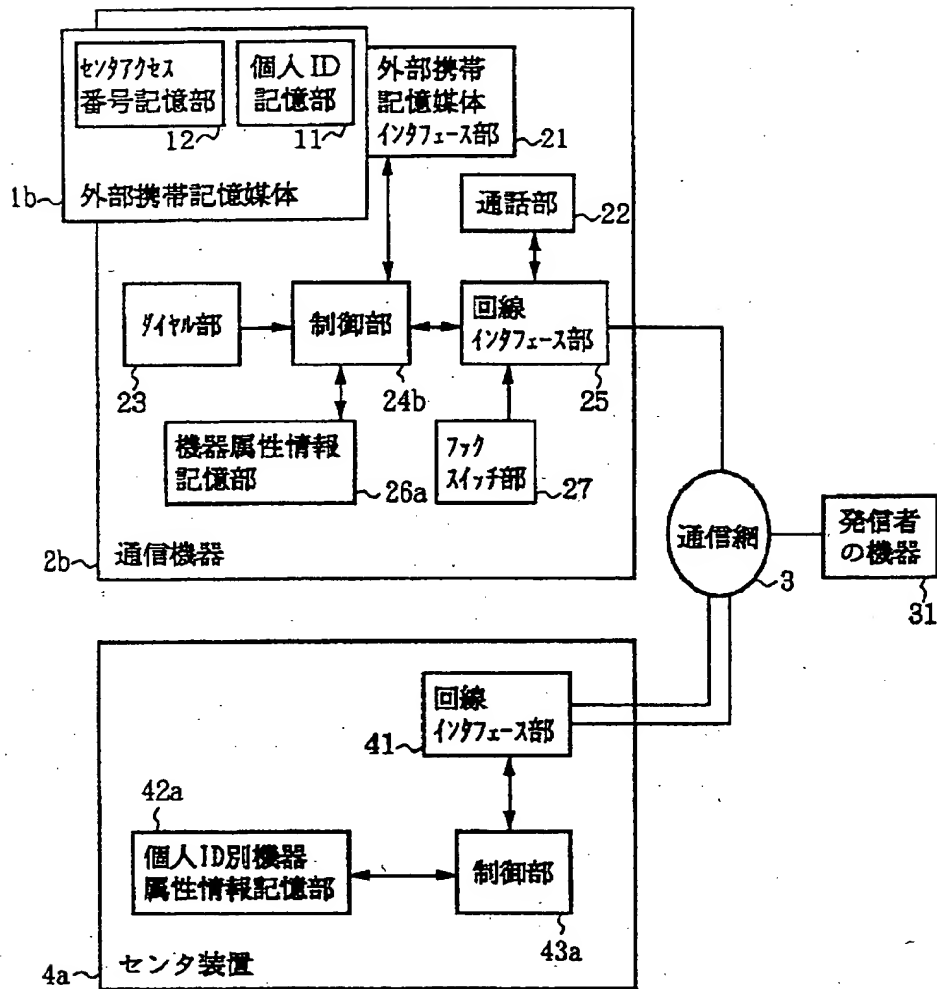 センタアクセス
番号記憶部
12
個人ID
記憶部
11
外部携帯
記憶媒体
インタフェース部
21
1b
外部携帯記憶媒体
通話部
22
ダイヤル部
23
制御部
24b
回線
インタフェース部
25
機器属性情報
記憶部
26a
フック
スイッチ部
27
2b
通信機器
通信網
3
発信者
の機器
31
回線
インタフェース部
41
42a
個人ID別機器
属性情報記憶部
制御部
43a
4a
センタ装置